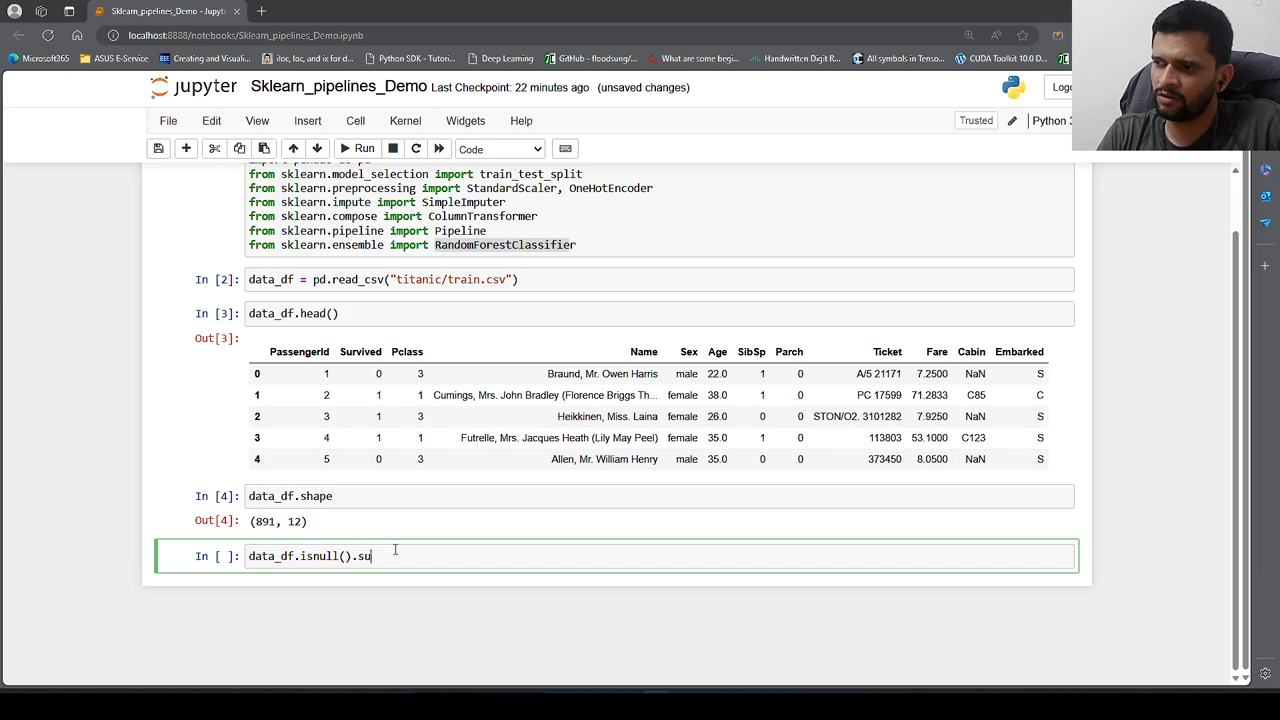 Sklearn_pipelines_Demo - Jupyte
localhost:8888/notebooks/Sklearn_pipelines_Demo.ipynb
Microsoft365 ASUS E-Service Creating and Visuali... iloc, loc, and ix for d... Python SDK - Tutori... Deep Learning GitHub - floodsung/... What are some begi... Handwritten Digit R... All symbols in Tenso... CUDA Toolkit 10.0 D...
jupyter Sklearn_pipelines_Demo Last Checkpoint: 22 minutes ago (unsaved changes)
File Edit View Insert Cell Kernel Widgets Help Trusted Python 3
Run Code
from sklearn.model_selection import train_test_split
from sklearn.preprocessing import StandardScaler, OneHotEncoder
from sklearn.impute import SimpleImputer
from sklearn.compose import ColumnTransformer
from sklearn.pipeline import Pipeline
from sklearn.ensemble import RandomForestClassifier
In [2]: data_df = pd.read_csv("titanic/train.csv")
In [3]: data_df.head()
Out[3]:
PassengerId Survived Pclass Name Sex Age SibSp Parch Ticket Fare Cabin Embarked
0 1 0 3 Braund, Mr. Owen Harris male 22.0 1 0 A/5 21171 7.2500 NaN S
1 2 1 1 Cumings, Mrs. John Bradley (Florence Briggs Th... female 38.0 1 0 PC 17599 71.2833 C85 C
2 3 1 3 Heikkinen, Miss. Laina female 26.0 0 0 STON/O2. 3101282 7.9250 NaN S
3 4 1 1 Futrelle, Mrs. Jacques Heath (Lily May Peel) female 35.0 1 0 113803 53.1000 C123 S
4 5 0 3 Allen, Mr. William Henry male 35.0 0 0 373450 8.0500 NaN S
In [4]: data_df.shape
Out[4]: (891, 12)
In [ ]: data_df.isnull().su